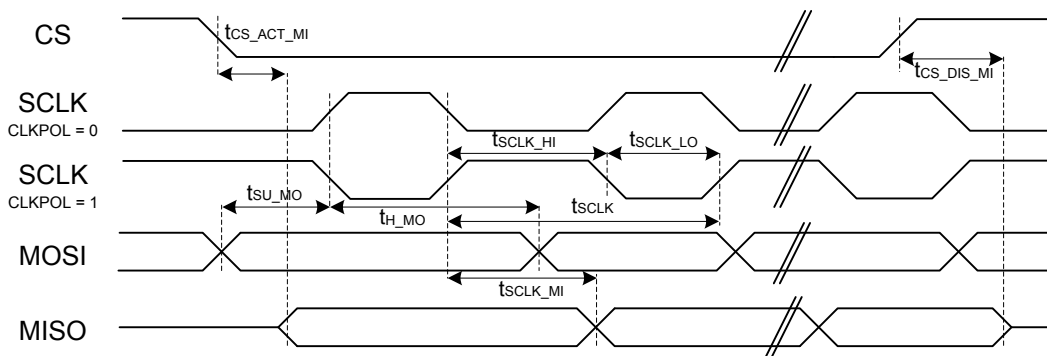 CS
tCS_ACT_MI
tCS_DIS_MI
SCLK
CLKPOL = 0
tSCLK_HI
tSCLK_LO
SCLK
CLKPOL = 1
tSU_MO
tH_MO
tSCLK
MOSI
tSCLK_MI
MISO